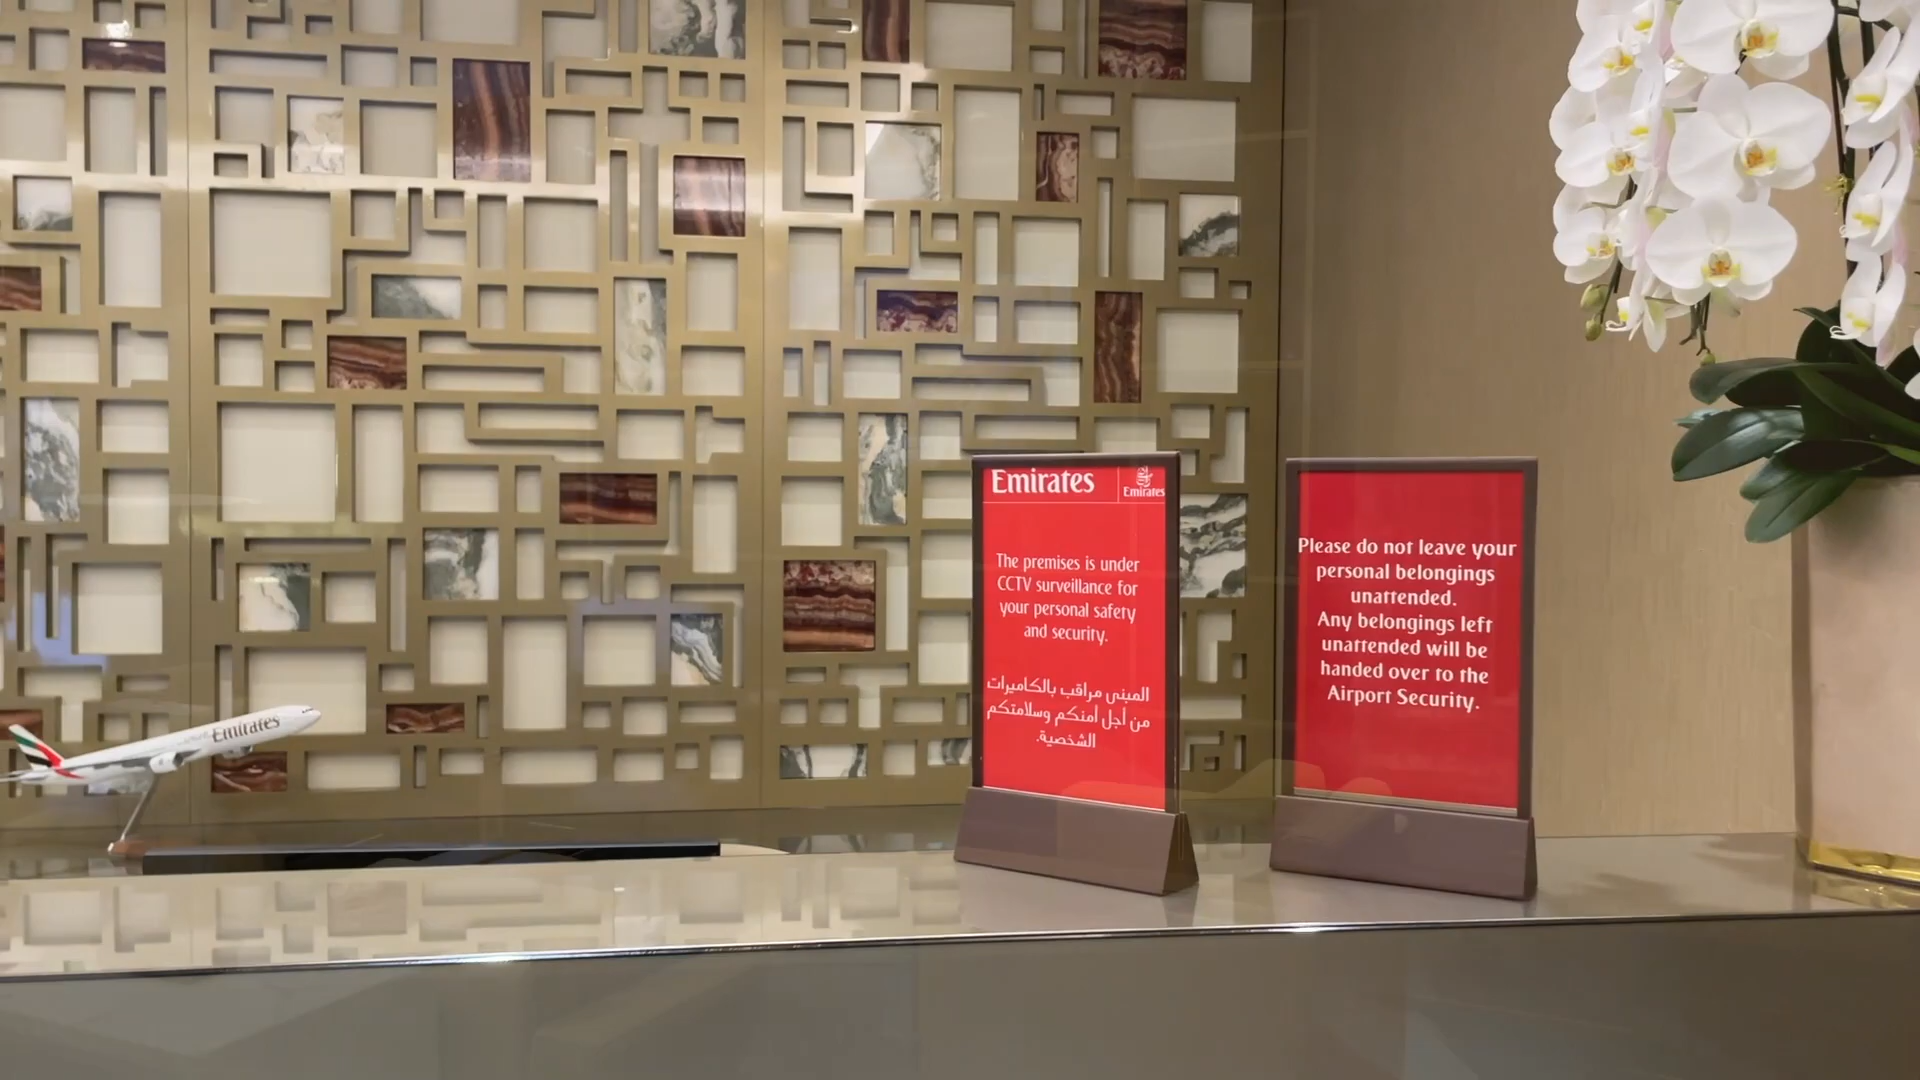 Emirates
Emirates
The premises is under
CCTV surveillance for
your personal safety
and security.
المبنى مراقب بالكاميرات
من أجل أمنكم وسلامتكم
الشخصية.
Please do not leave your
personal belongings
unattended.
Any belongings left
unattended will be
handed over to the
Airport Security.
Emirates